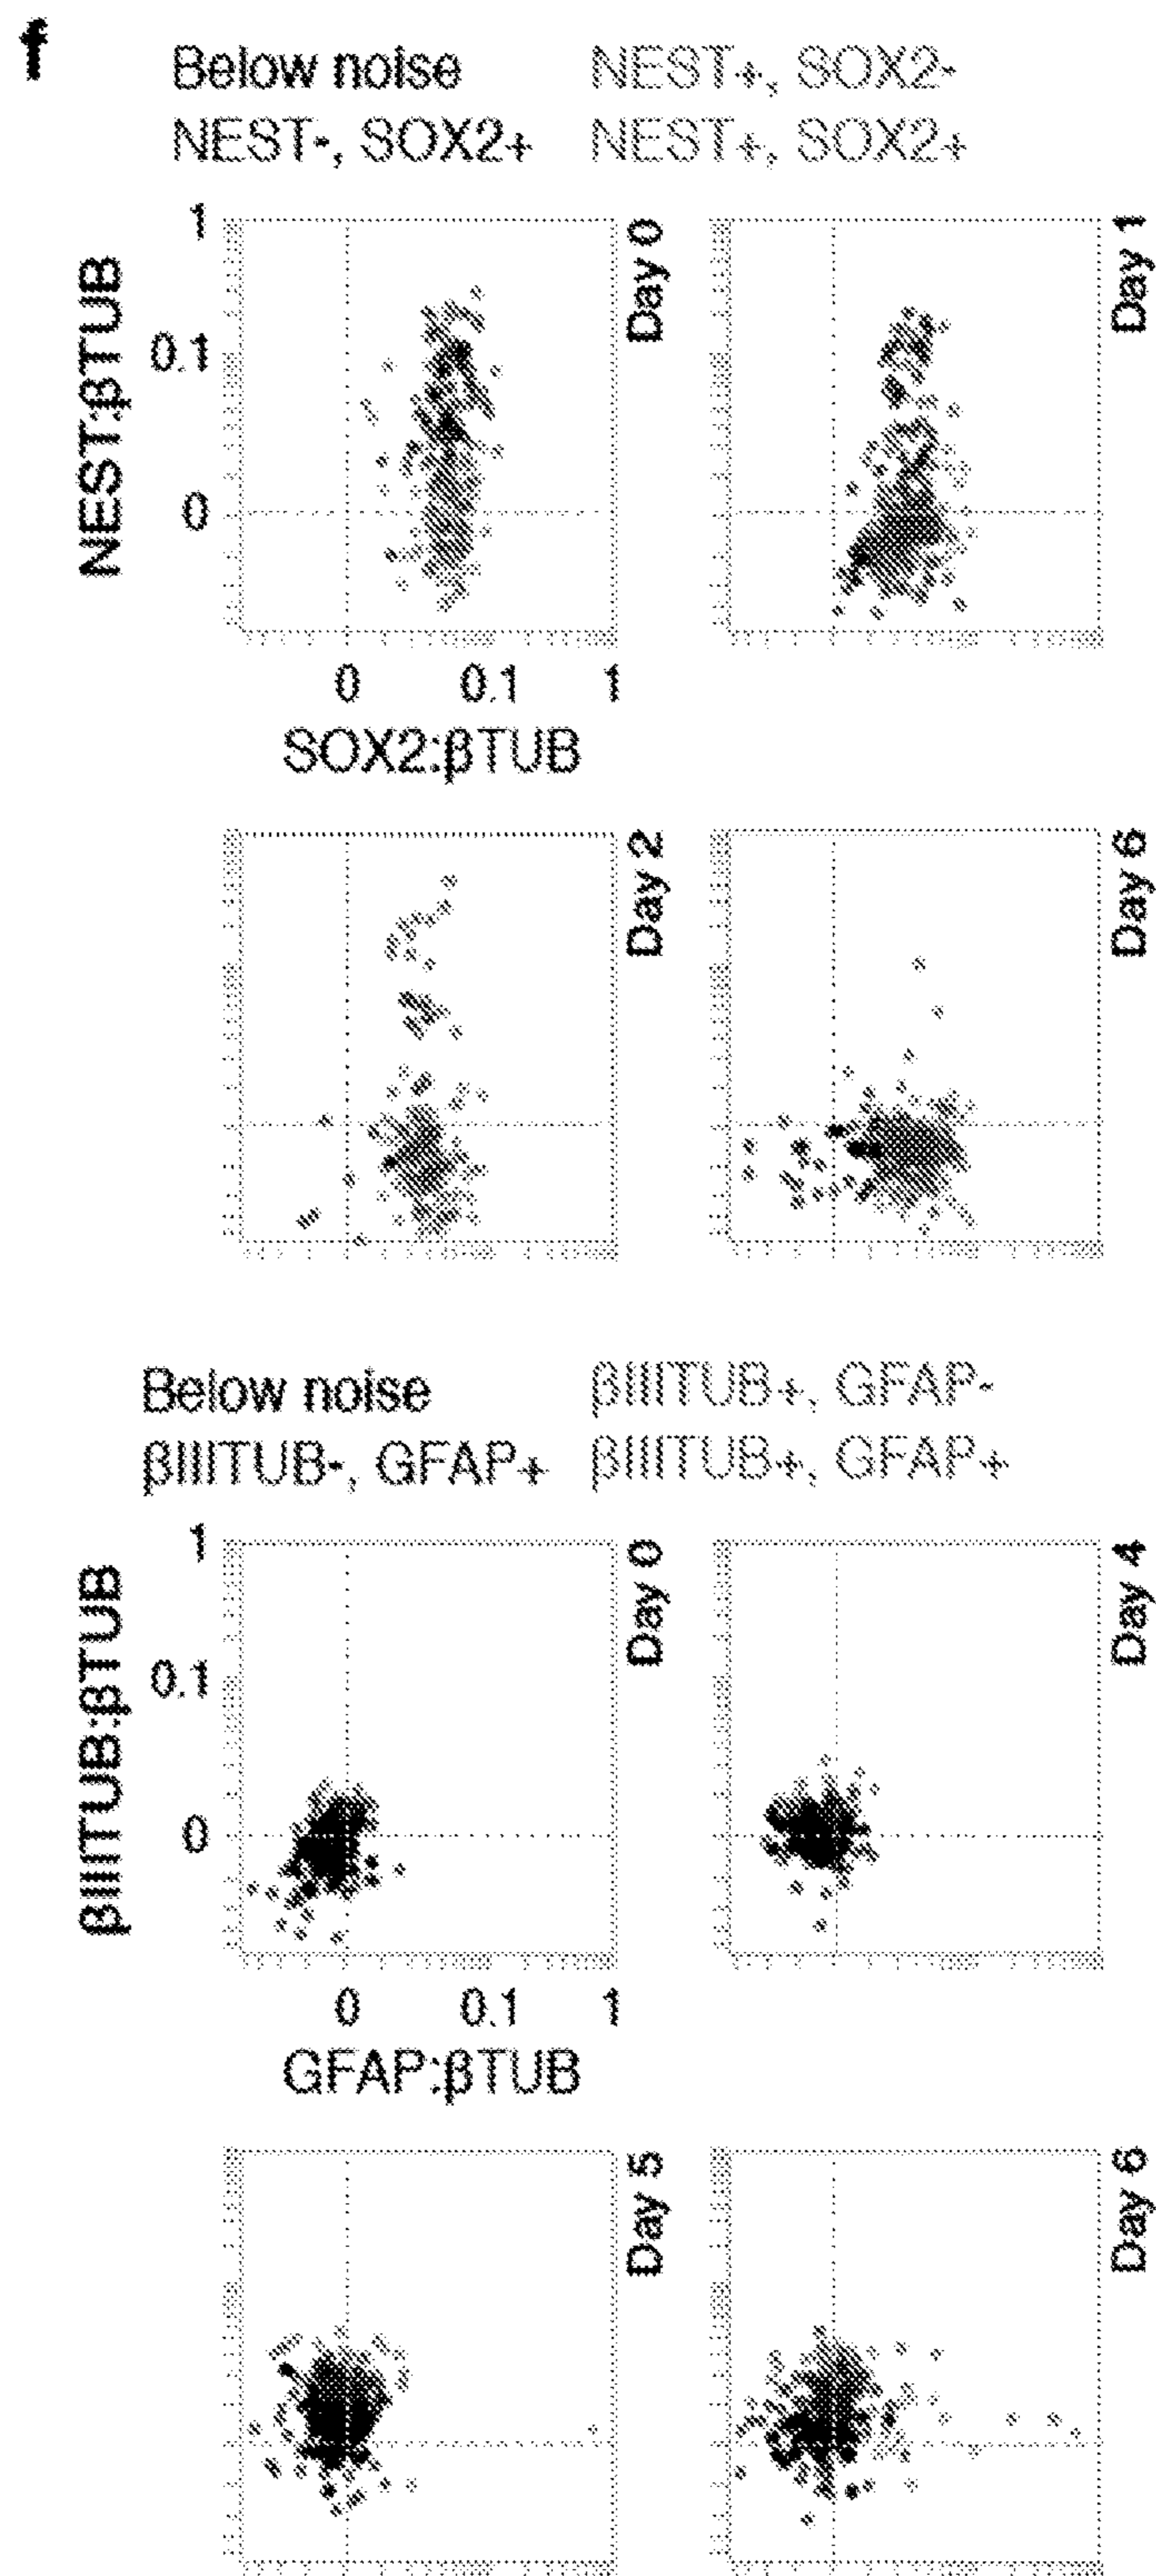 f
Below noise NEST+, SOX2-
NEST-, SOX2+ NEST+, SOX2+
NEST:βTUB
1
0.1
0
Day 0
Day 1
0 0.1 1
SOX2:βTUB
Day 2
Day 6
Below noise βIIITUB+, GFAP-
βIIITUB-, GFAP+ βIIITUB+, GFAP+
βIIITUB:βTUB
1
0.1
0
Day 0
Day 4
0 0.1 1
GFAP:βTUB
Day 5
Day 6